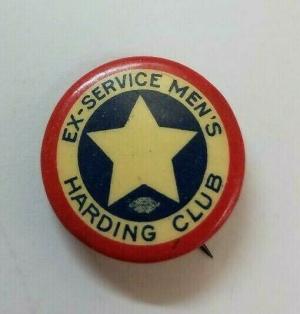 EX-SERVICE MEN'S
HARDING CLUB